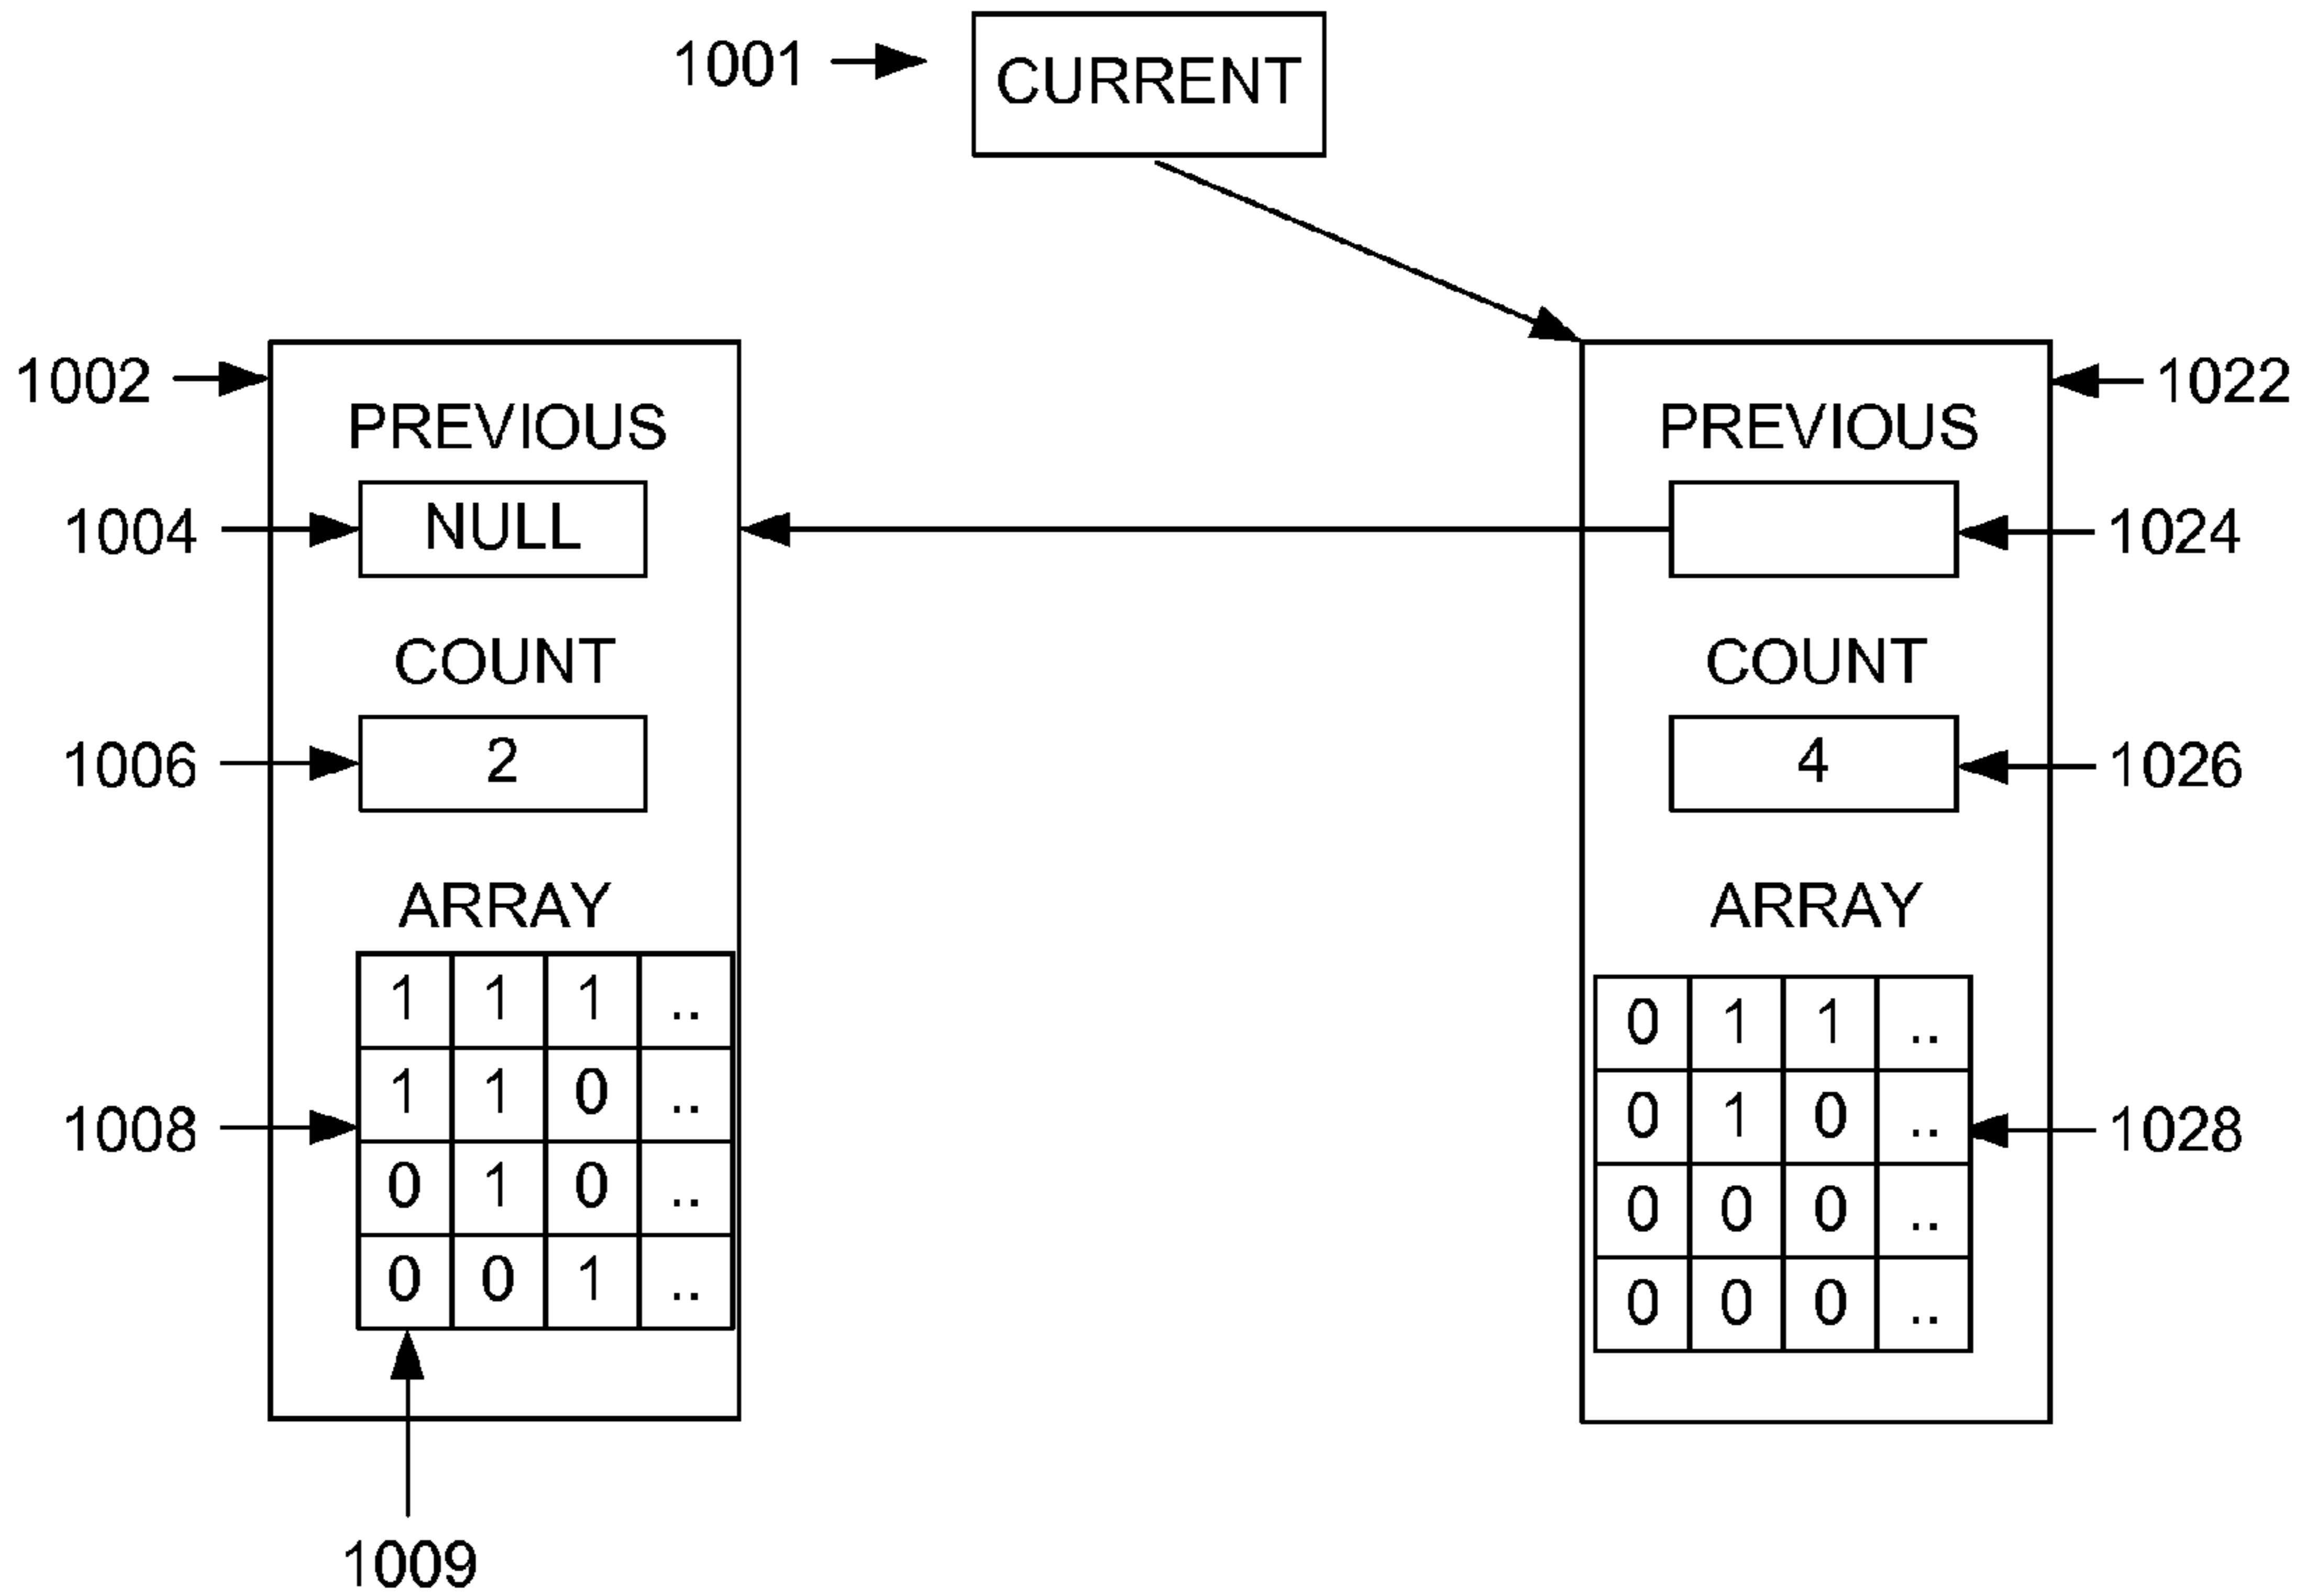 1001 CURRENT
1002 1022
PREVIOUS PREVIOUS
1004 NULL 1024
COUNT COUNT
1006 2 1026 4
ARRAY ARRAY
1 1 1 ..
1 1 0 ..
0 1 0 ..
0 0 1 ..
1008
0 1 1 ..
0 1 0 ..
0 0 0 ..
0 0 0 ..
1028
1009